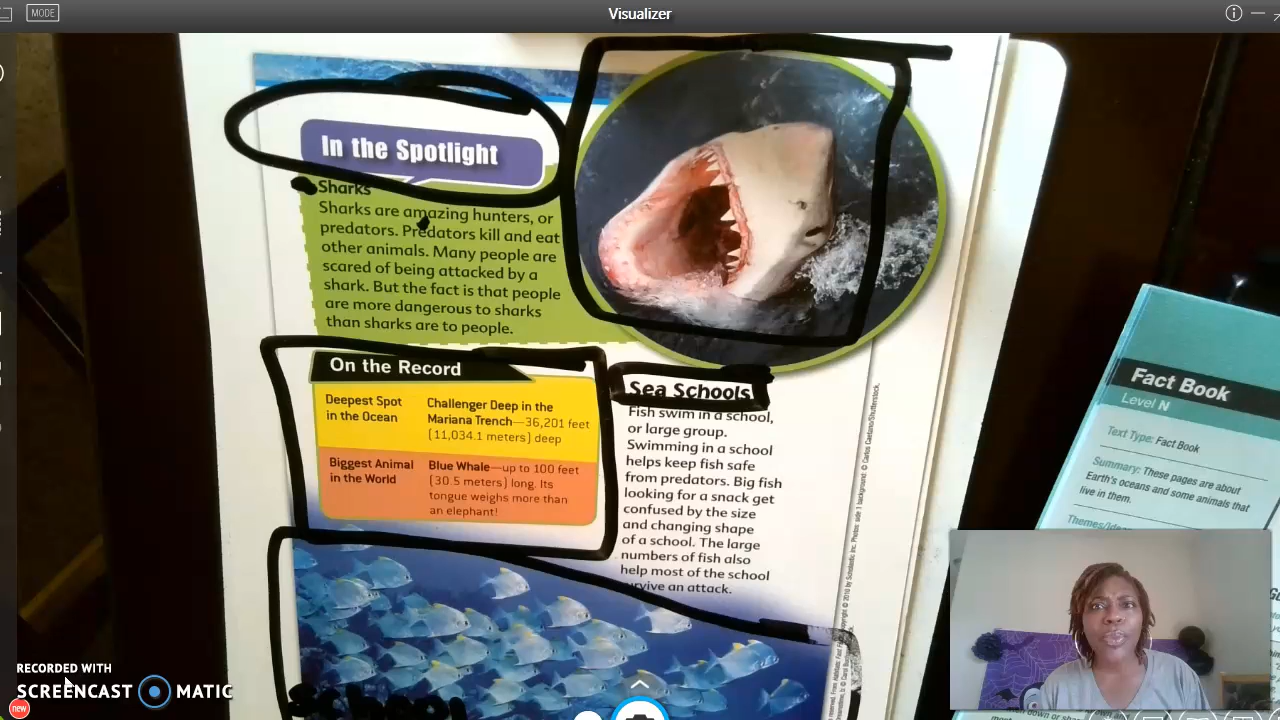 MODE
Visualizer
In the Spotlight
Sharks
Sharks are amazing hunters, or
predators. Predators kill and eat
other animals. Many people are
scared of being attacked by a
shark. But the fact is that people
are more dangerous to sharks
than sharks are to people.
On the Record
Deepest Spot
in the Ocean
Challenger Deep in the
Mariana Trench—36,201 feet
(11,034.1 meters) deep
Biggest Animal
in the World
Blue Whale—up to 100 feet
(30.5 meters) long. Its
tongue weighs more than
an elephant!
Sea Schools
Fish swim in a school,
or large group.
Swimming in a school
helps keep fish safe
from predators. Big fish
looking for a snack get
confused by the size
and changing shape
of a school. The large
numbers of fish also
help most of the school
survive an attack.
Fact Book
Level N
Text Type: Fact Book
Summary: These pages are about
Earth's oceans and some animals that
live in them.
RECORDED WITH
SCREENCAST MATIC
new